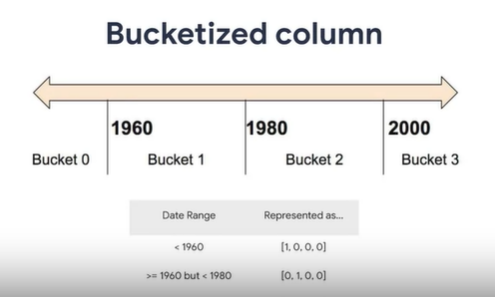 Bucketized column
1960 1980 2000
Bucket 0 Bucket 1 Bucket 2 Bucket 3
Date Range Represented as...
< 1960 [1, 0, 0, 0]
>= 1960 but < 1980 [0, 1, 0, 0]